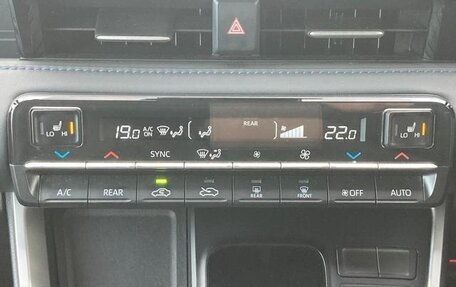 LO HI 19.0 A/C ON REAR 22.0 LO HI
SYNC
A/C REAR REAR FRONT OFF AUTO